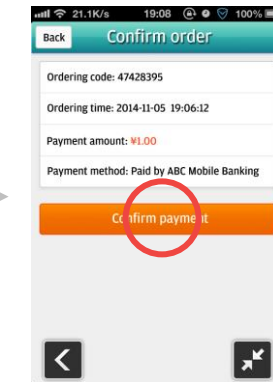 21.1K/s 19:08 100%
Back Confirm order
Ordering code: 47428395
Ordering time: 2014-11-05 19:06:12
Payment amount: ¥1.00
Payment method: Paid by ABC Mobile Banking
Confirm payment